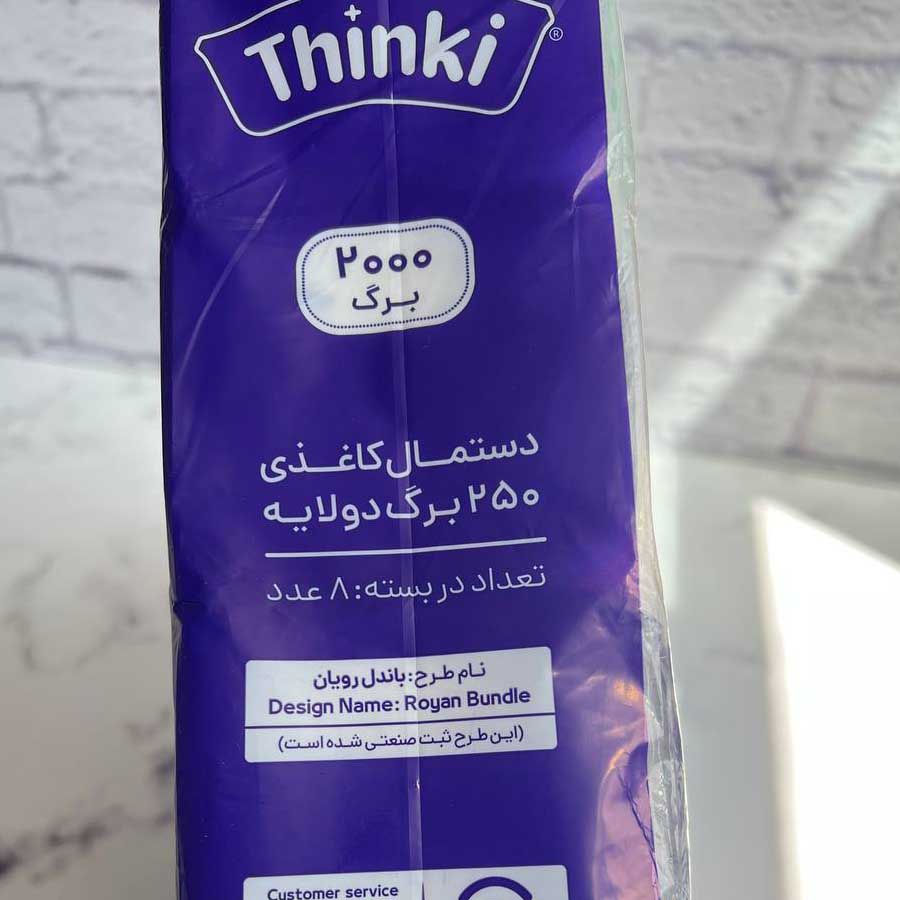 Thinki
®
۲۰۰۰
برگ
دستمال کاغذی
۲۵۰ برگ دولایه
تعداد در بسته: ۸ عدد
نام طرح: باندل رویان
Design Name: Royan Bundle
(این طرح ثبت صنعتی شده است)
Customer service